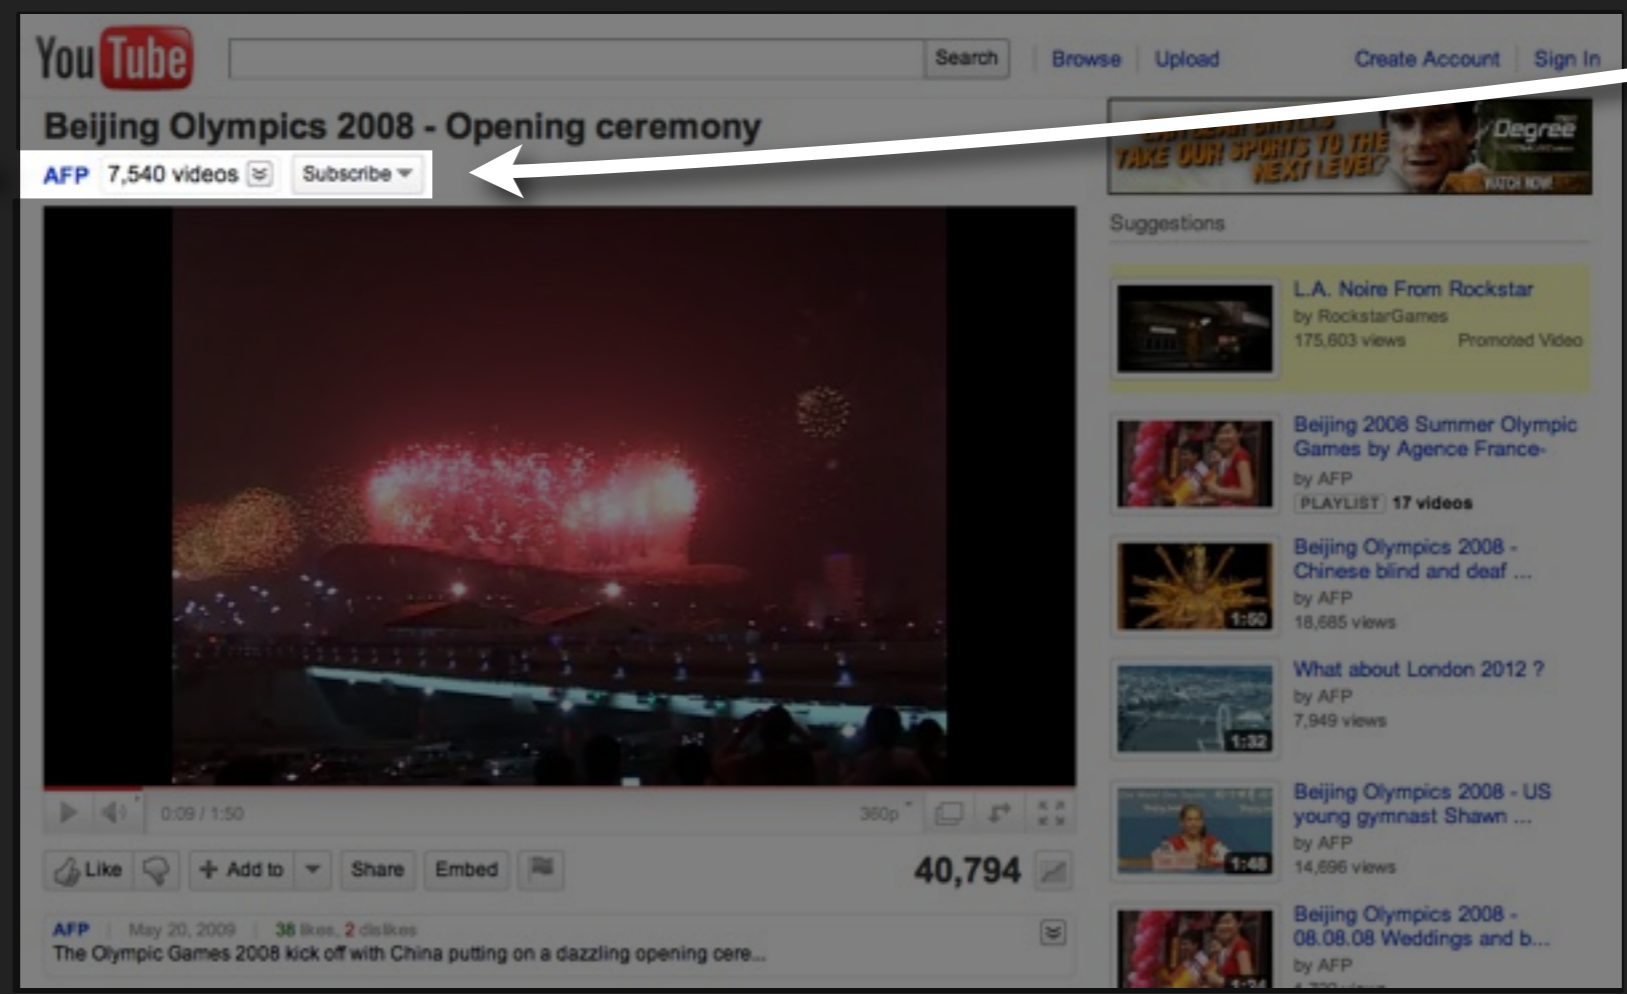 YouTube
Search
Browse
Upload
Create Account
Sign In
Beijing Olympics 2008 - Opening ceremony
AFP 7,540 videos Subscribe
TAKE OUR SPORTS TO THE
NEXT LEVEL?
Degree
WATCH NOW!
Suggestions
L.A. Noire From Rockstar
by RockstarGames
175,603 views Promoted Video
Beijing 2008 Summer Olympic
Games by Agence France-
by AFP
PLAYLIST 17 videos
Beijing Olympics 2008 -
Chinese blind and deaf ...
by AFP
18,685 views
1:50
What about London 2012 ?
by AFP
7,949 views
1:32
Beijing Olympics 2008 - US
young gymnast Shawn ...
by AFP
14,696 views
1:48
Beijing Olympics 2008 -
08.08.08 Weddings and b...
by AFP
0:09 / 1:50
360p
Like
Add to
Share
Embed
40,794
AFP May 20, 2009 38 likes, 2 dislikes
The Olympic Games 2008 kick off with China putting on a dazzling opening cere...